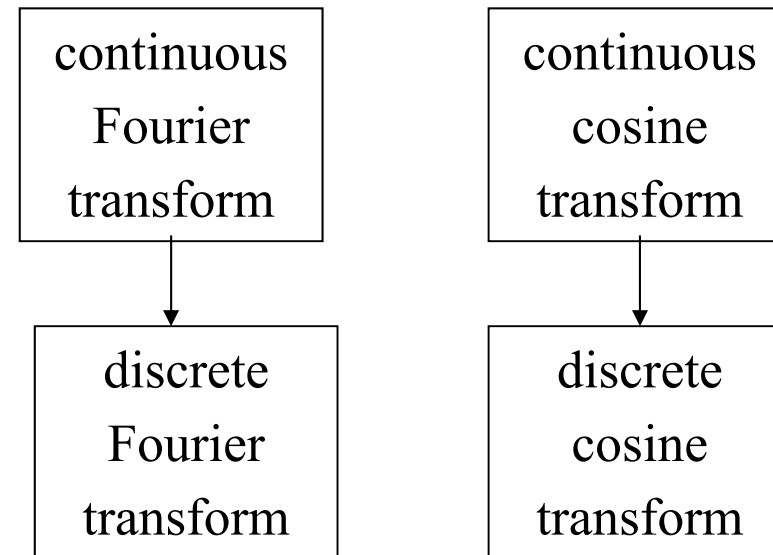 continuous
Fourier
transform
continuous
cosine
transform
discrete
Fourier
transform
discrete
cosine
transform